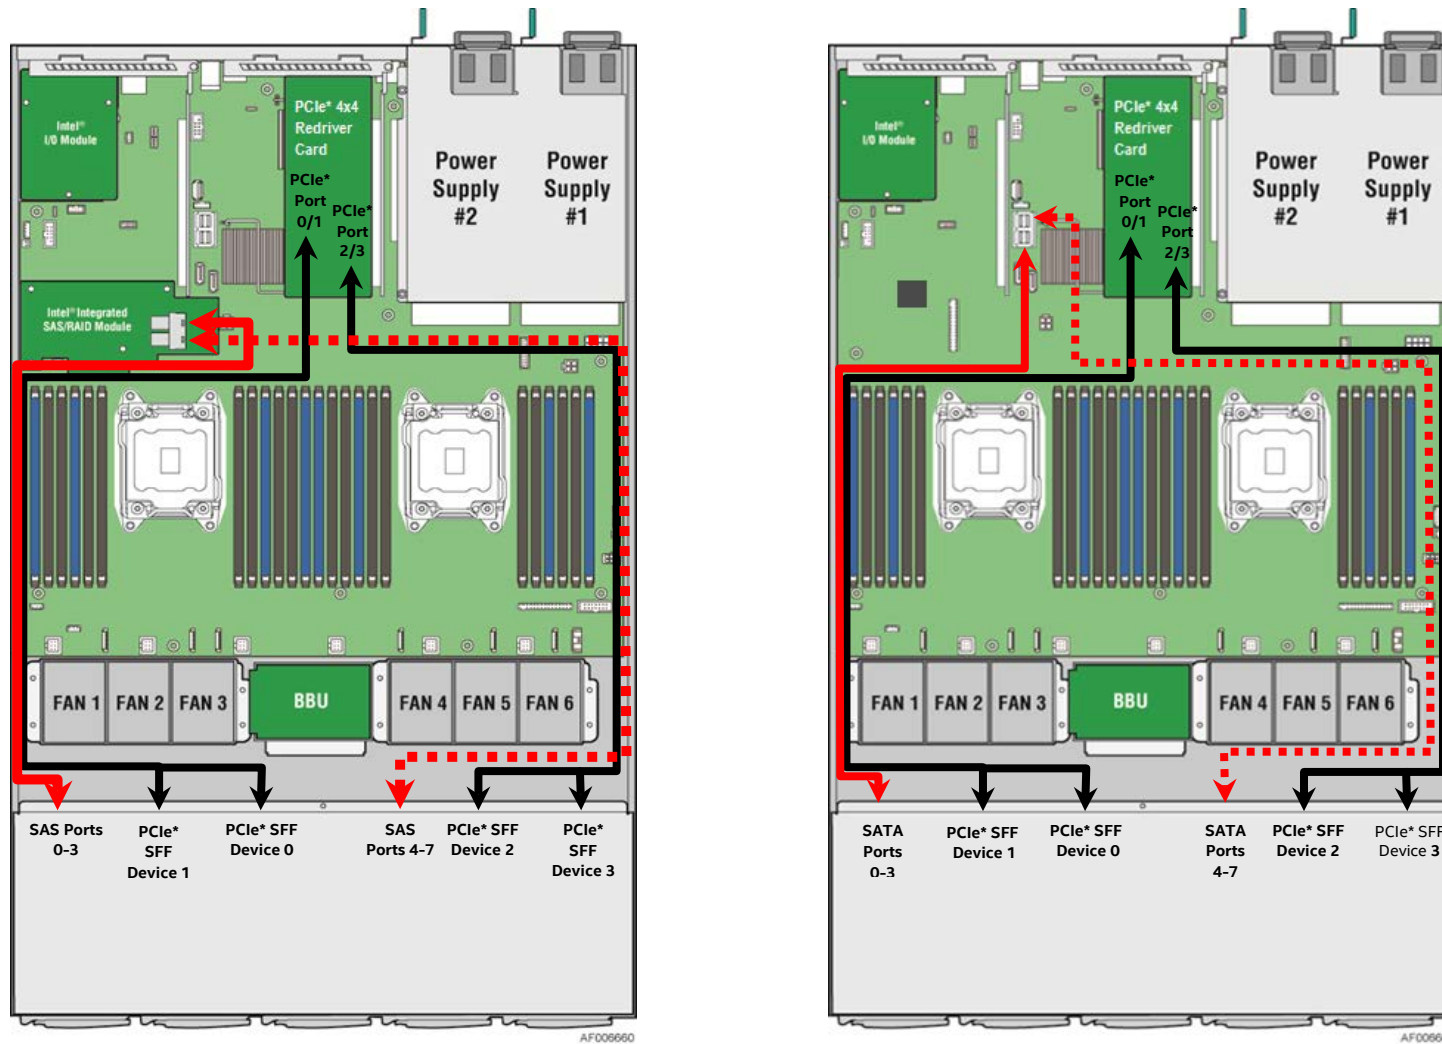 Intel®
I/O Module
PCIe* 4x4
Redriver
Card
PCIe*
Port
0/1
PCIe*
Port
2/3
Power
Supply
#2
Power
Supply
#1
Intel® Integrated
SAS/RAID Module
FAN 1
FAN 2
FAN 3
BBU
FAN 4
FAN 5
FAN 6
SAS Ports
0-3
PCIe*
SFF
Device 1
PCIe* SFF
Device 0
SAS
Ports 4-7
PCIe* SFF
Device 2
PCIe*
SFF
Device 3
AF006660
Intel®
I/O Module
PCIe* 4x4
Redriver
Card
PCIe*
Port
0/1
PCIe*
Port
2/3
Power
Supply
#2
Power
Supply
#1
FAN 1
FAN 2
FAN 3
BBU
FAN 4
FAN 5
FAN 6
SATA
Ports
0-3
PCIe* SFF
Device 1
PCIe* SFF
Device 0
SATA
Ports
4-7
PCIe* SFF
Device 2
PCIe* SFF
Device 3